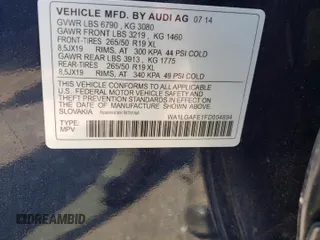 VEHICLE MFD. BY AUDI AG 07 14
GVWR LBS 6790 , KG 3080
GAWR FRONT LBS 3219 , KG 1460
FRONT-TIRES 265/50 R19 XL
8,5JX19 RIMS, AT 300 KPA 44 PSI COLD
GAWR REAR LBS 3913 , KG 1775
REAR-TIRES 265/50 R19 XL
8,5JX19 RIMS, AT 340 KPA 49 PSI COLD
THIS VEHICLE CONFORMS TO ALL APPLICABLE
FEDERAL MOTOR VEHICLE SAFETY, BUMPER, AND
THEFT PREVENTION STANDARDS IN EFFECT ON THE
DATE OF MANUFACTURE SHOWN ABOVE.
SLOVAKIA
TYPE:
MPV
WA1LGAFE1FD004894
CRASHED.BID